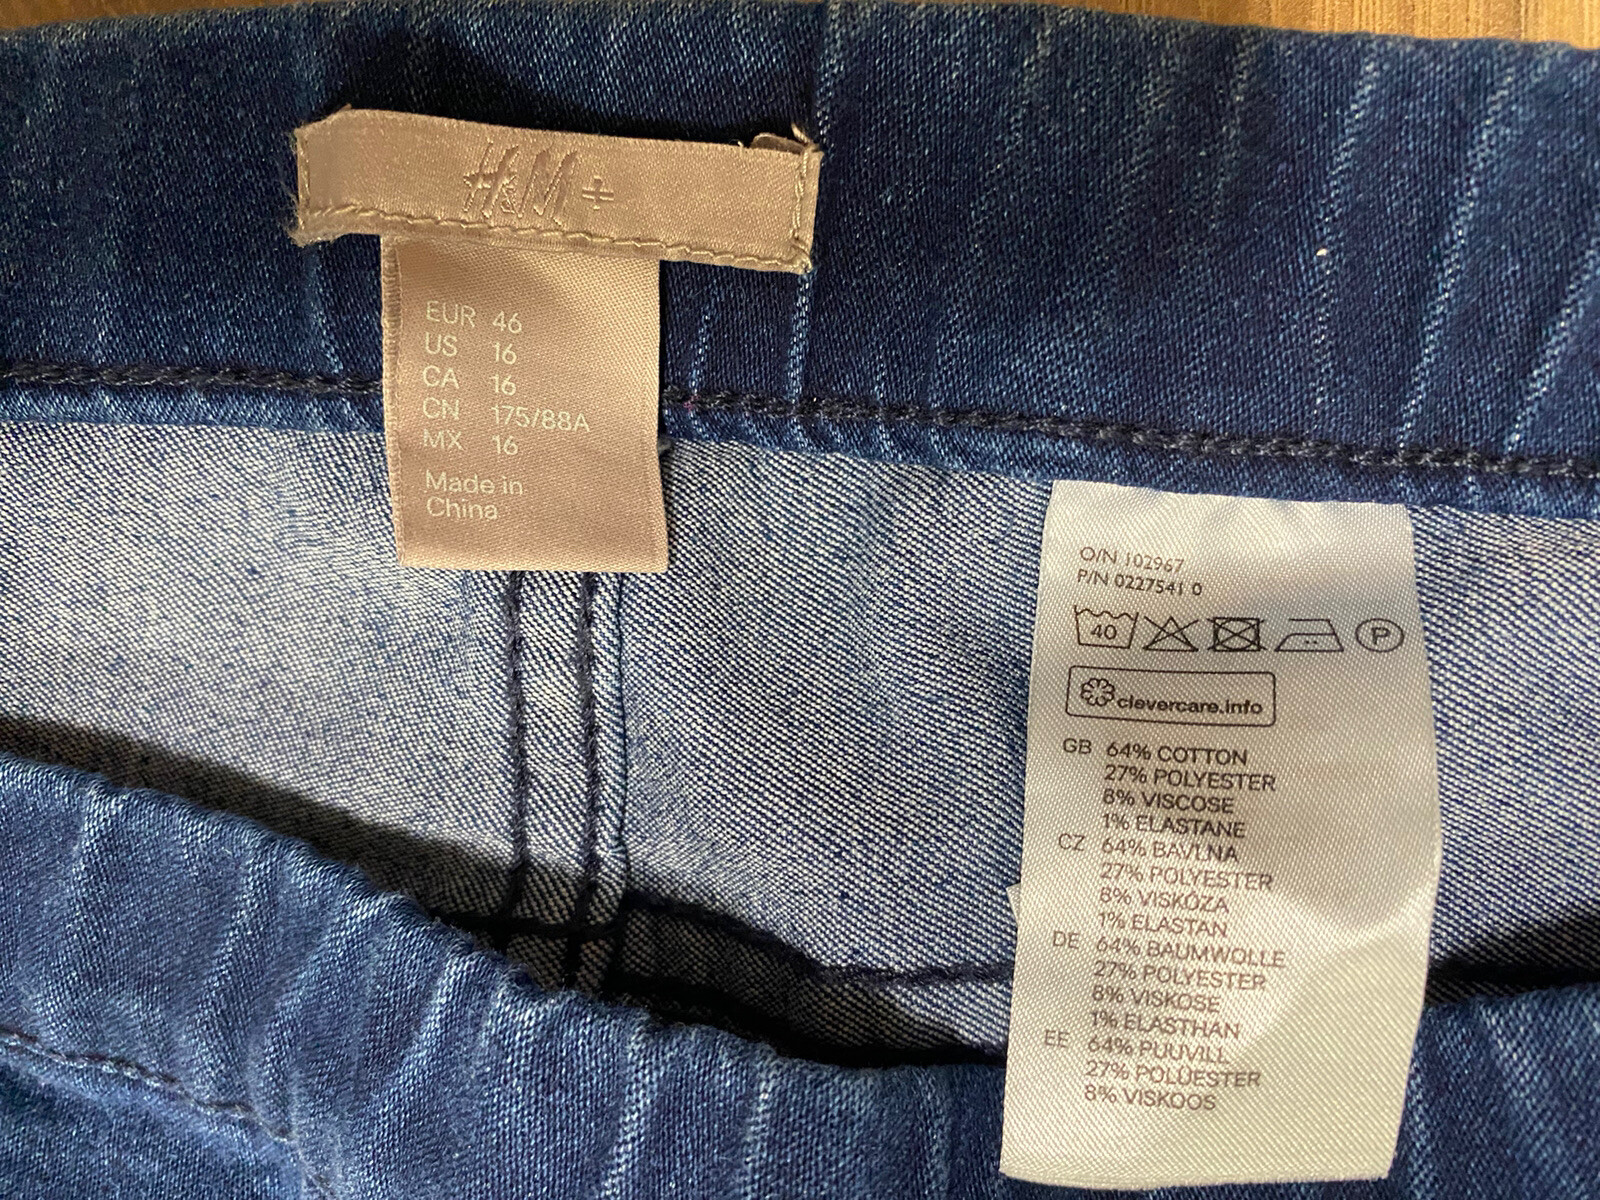 H&M+
EUR 46
US 16
CA 16
CN 175/88A
MX 16
Made in
China
O/N 102967
P/N 0227541 0
40 P
clevercare.info
GB 64% COTTON
27% POLYESTER
8% VISCOSE
1% ELASTANE
CZ 64% BAVLNA
27% POLYESTER
8% VISKÓZA
1% ELASTAN
DE 64% BAUMWOLLE
27% POLYESTER
8% VISKOSE
1% ELASTHAN
EE 64% PUUVILL
27% POLÜESTER
8% VISKOOS